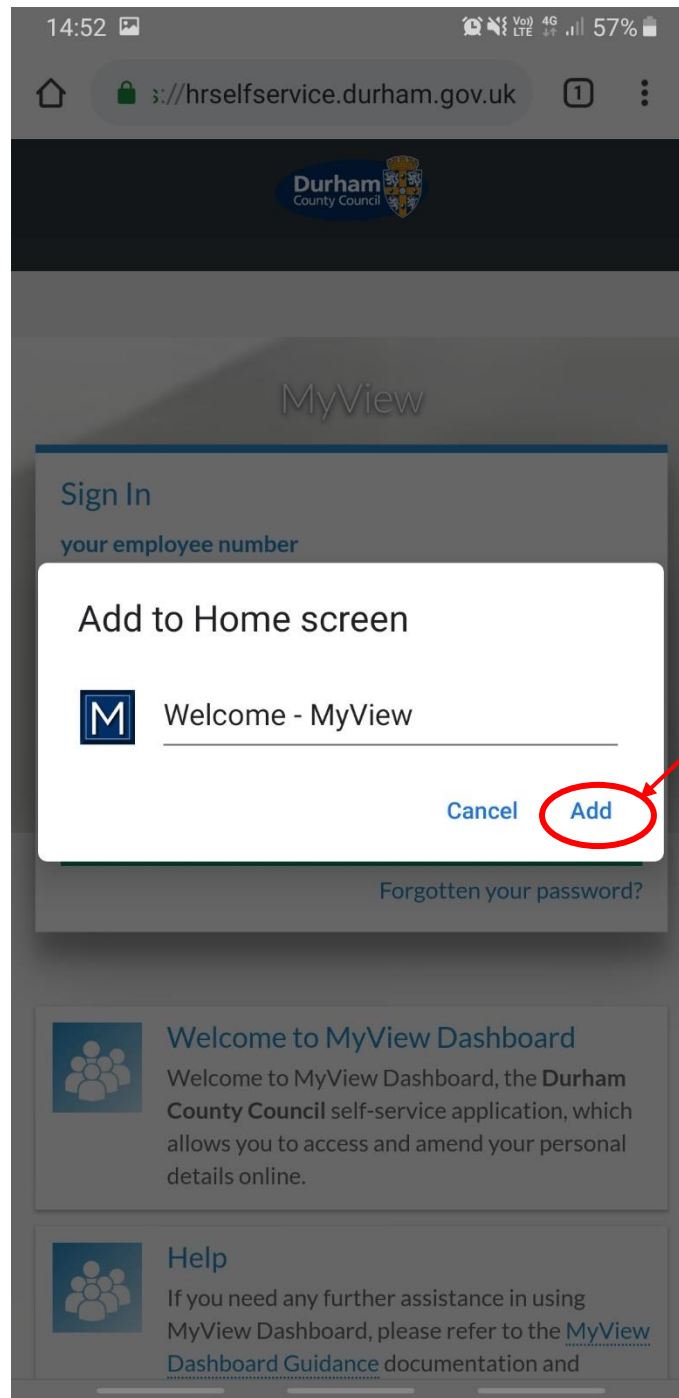 14:52 Vo)) LTE 4G 57%
s://hrselfservice.durham.gov.uk 1
Durham
County Council
MyView
Sign In
your employee number
Add to Home screen
M Welcome - MyView
Cancel Add
Forgotten your password?
Welcome to MyView Dashboard
Welcome to MyView Dashboard, the Durham
County Council self-service application, which
allows you to access and amend your personal
details online.
Help
If you need any further assistance in using
MyView Dashboard, please refer to the MyView
Dashboard Guidance documentation and